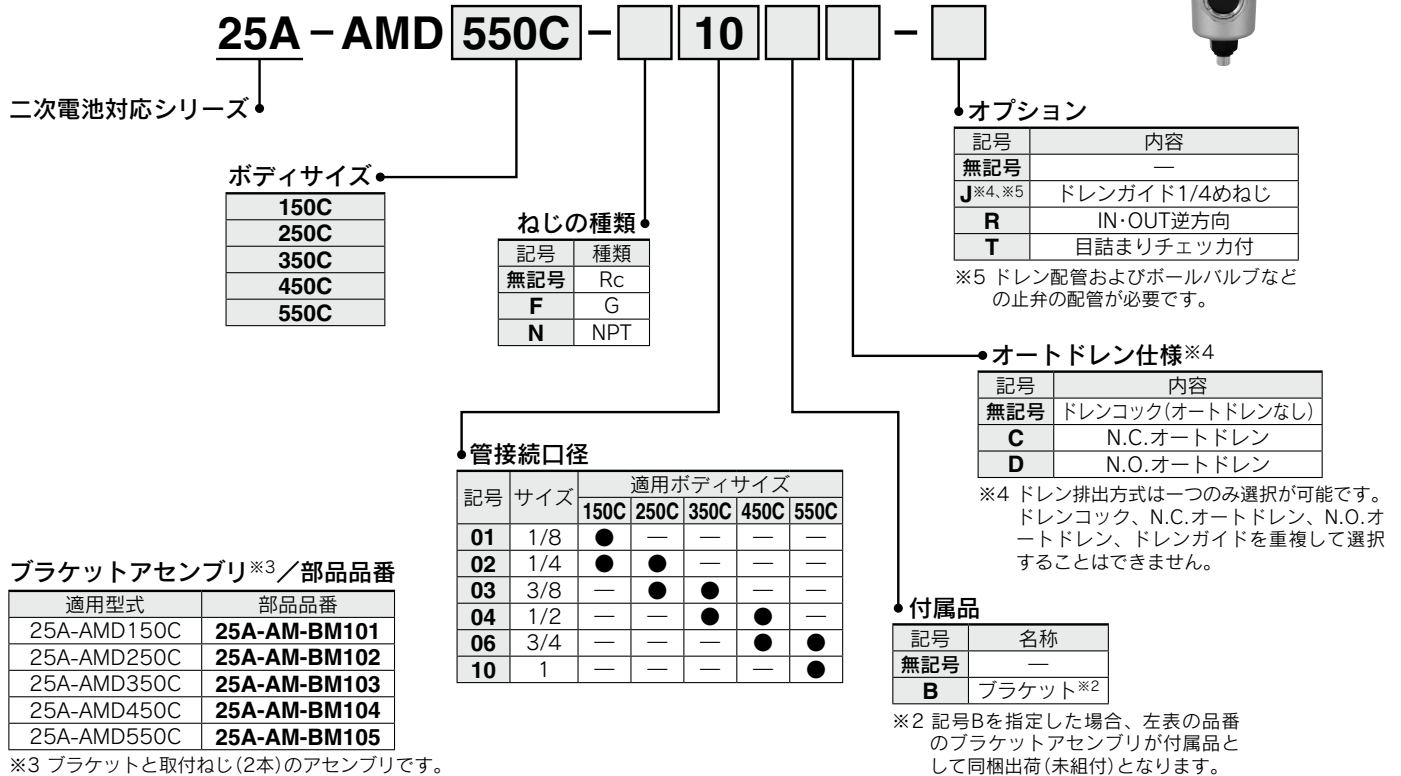 25A-AMD 550C - 10 -
二次電池対応シリーズ
ボディサイズ
150C
250C
350C
450C
550C
ねじの種類
記号 種類
無記号 Rc
F G
N NPT
管接続口径
記号 サイズ 適用ボディサイズ
150C 250C 350C 450C 550C
01 1/8 ● — — — —
02 1/4 ● ● — — —
03 3/8 — ● ● — —
04 1/2 — — ● ● —
06 3/4 — — — ● ●
10 1 — — — — ●
オプション
記号 内容
無記号 —
J※4、※5 ドレンガイド1/4めねじ
R IN・OUT逆方向
T 目詰まりチェッカ付
※5 ドレン配管およびボールバルブなど
の止弁の配管が必要です。
オートドレン仕様※4
記号 内容
無記号 ドレンコック(オートドレンなし)
C N.C.オートドレン
D N.O.オートドレン
※4 ドレン排出方式は一つのみ選択が可能です。
ドレンコック、N.C.オートドレン、N.O.オ
ートドレン、ドレンガイドを重複して選択
することはできません。
付属品
記号 名称
無記号 —
B ブラケット※2
※2 記号Bを指定した場合、左表の品番
のブラケットアセンブリが付属品と
して同梱出荷(未組付)となります。
ブラケットアセンブリ※3/部品品番
適用型式 部品品番
25A-AMD150C 25A-AM-BM101
25A-AMD250C 25A-AM-BM102
25A-AMD350C 25A-AM-BM103
25A-AMD450C 25A-AM-BM104
25A-AMD550C 25A-AM-BM105
※3 ブラケットと取付ねじ(2本)のアセンブリです。